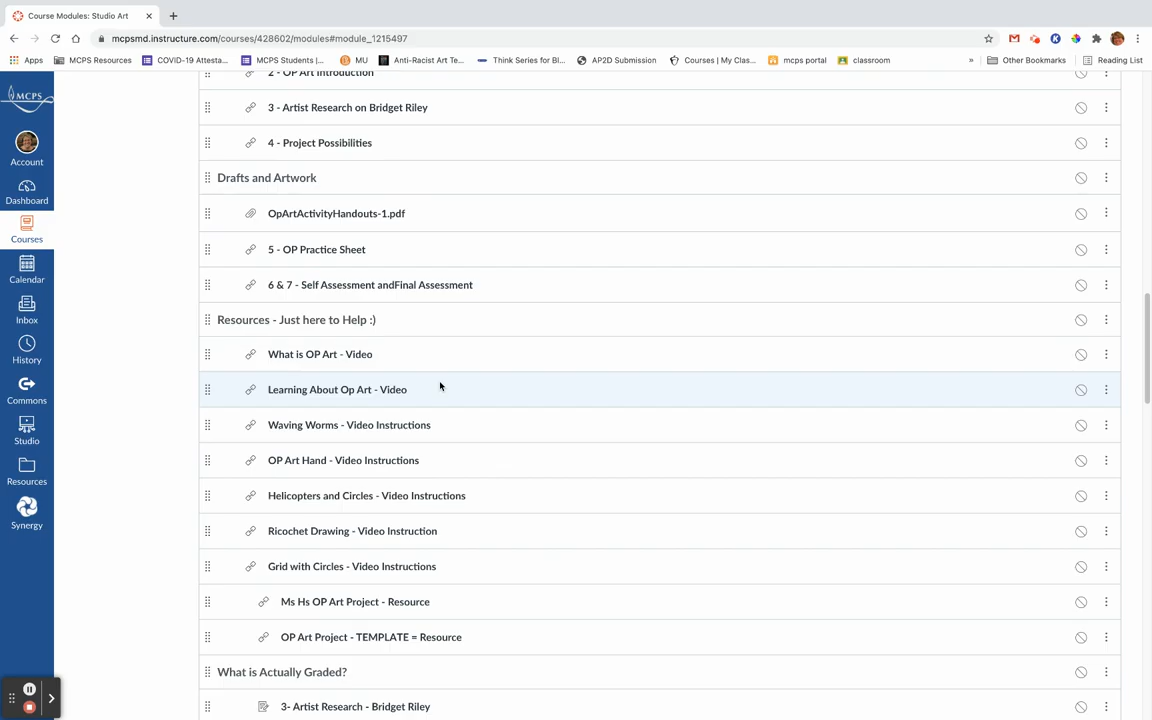 Course Modules: Studio Art
mcpsmd.instructure.com/courses/428602/modules#module_1215497
Apps MCPS Resources COVID-19 Attesta... MCPS Students |... MU Anti-Racist Art Te... Think Series for Bl... AP2D Submission Courses | My Clas... mcps portal classroom » Other Bookmarks Reading List
MCPS
Account
Dashboard
Courses
Calendar
Inbox
History
Commons
Studio
Resources
Synergy
2 - OP Art Introduction
3 - Artist Research on Bridget Riley
4 - Project Possibilities
Drafts and Artwork
OpArtActivityHandouts-1.pdf
5 - OP Practice Sheet
6 & 7 - Self Assessment andFinal Assessment
Resources - Just here to Help :)
What is OP Art - Video
Learning About Op Art - Video
Waving Worms - Video Instructions
OP Art Hand - Video Instructions
Helicopters and Circles - Video Instructions
Ricochet Drawing - Video Instruction
Grid with Circles - Video Instructions
Ms Hs OP Art Project - Resource
OP Art Project - TEMPLATE = Resource
What is Actually Graded?
3- Artist Research - Bridget Riley